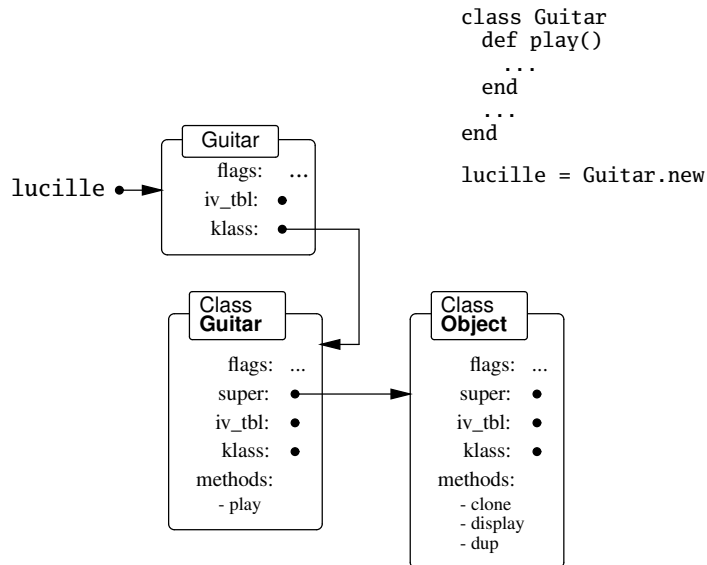 class Guitar
def play()
...
end
...
end
lucille = Guitar.new
lucille
Guitar
flags: ...
iv_tbl:
klass:
Class
Guitar
flags: ...
super:
iv_tbl:
klass:
methods:
- play
Class
Object
flags: ...
super:
iv_tbl:
klass:
methods:
- clone
- display
- dup